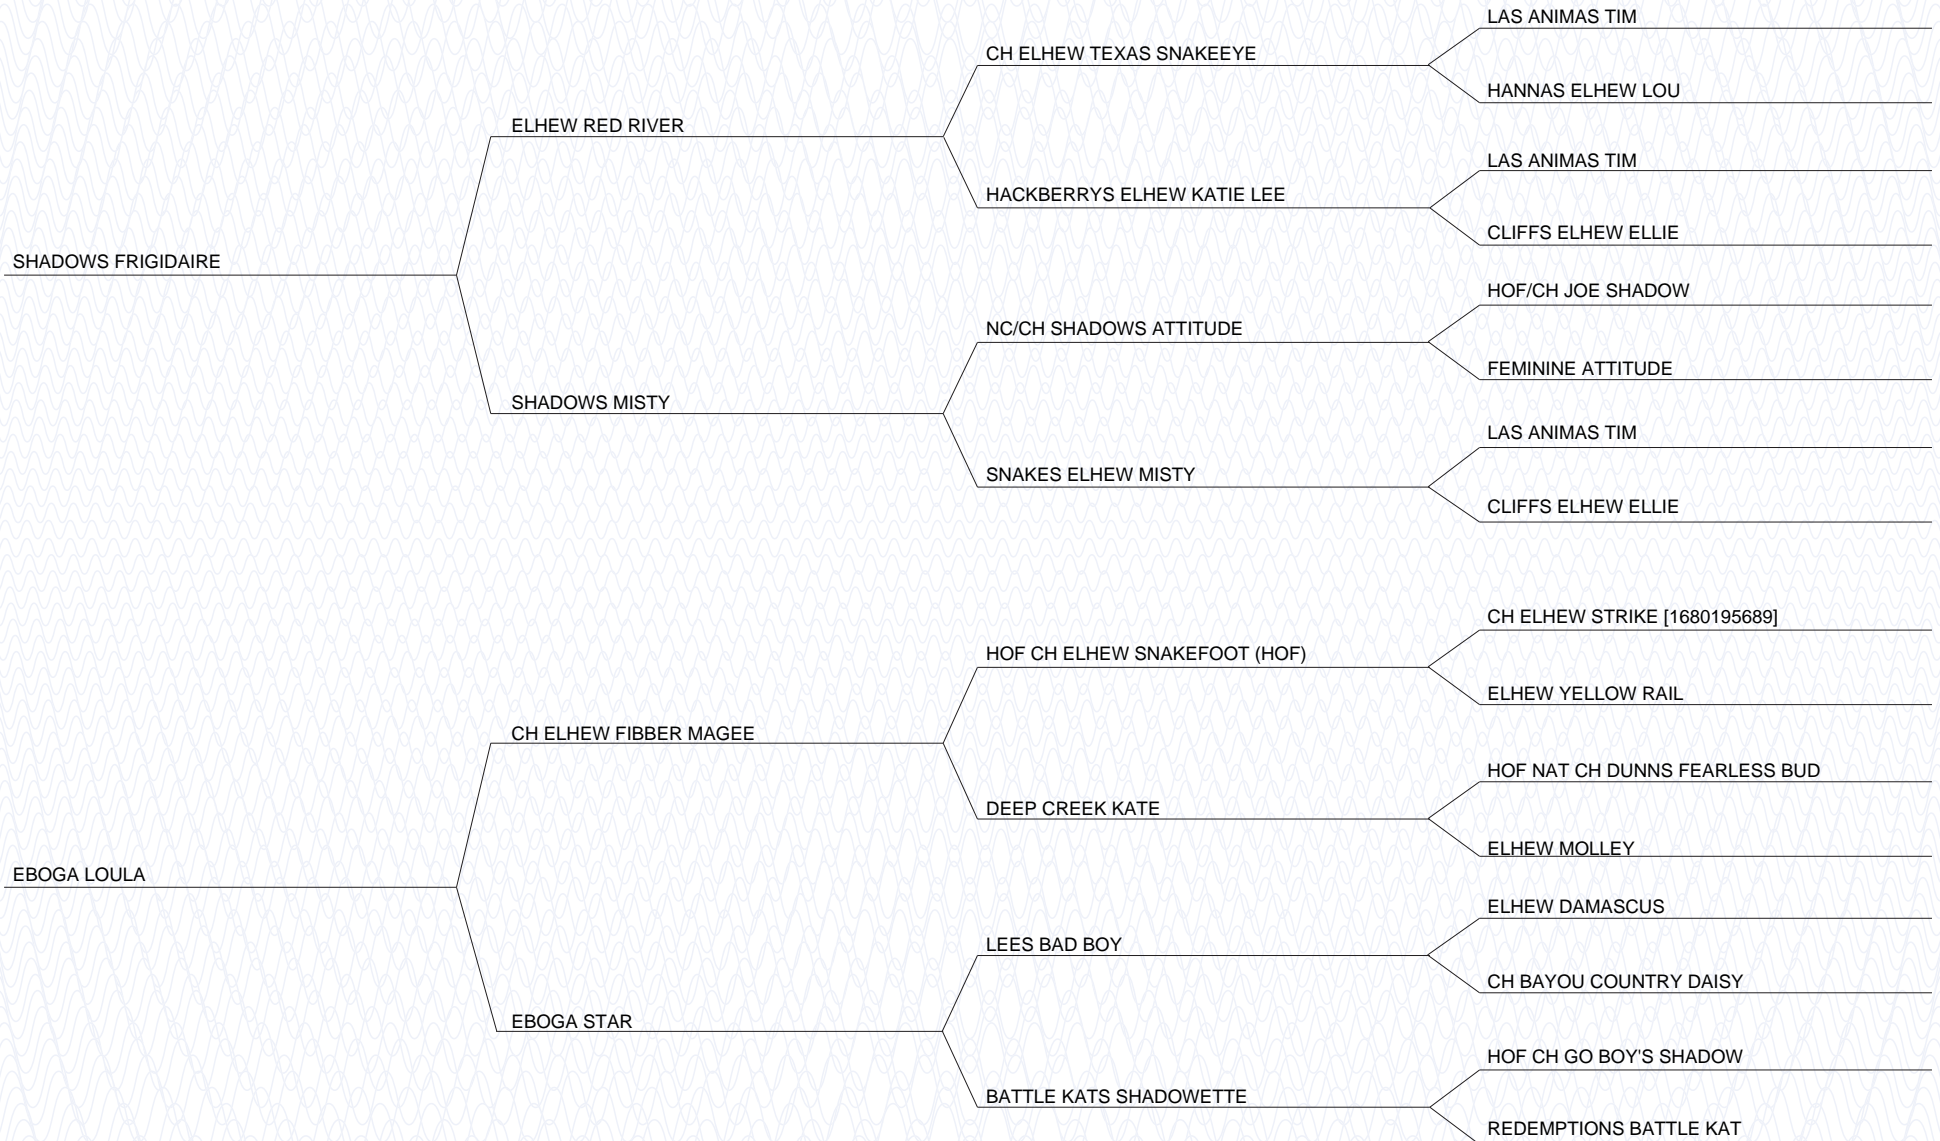 LAS ANIMAS TIM
CH ELHEW TEXAS SNAKEEYE
HANNAS ELHEW LOU
ELHEW RED RIVER
LAS ANIMAS TIM
HACKBERRYS ELHEW KATIE LEE
CLIFFS ELHEW ELLIE
SHADOWS FRIGIDAIRE
HOF/CH JOE SHADOW
NC/CH SHADOWS ATTITUDE
FEMININE ATTITUDE
SHADOWS MISTY
LAS ANIMAS TIM
SNAKES ELHEW MISTY
CLIFFS ELHEW ELLIE
CH ELHEW STRIKE [1680195689]
HOF CH ELHEW SNAKEFOOT (HOF)
ELHEW YELLOW RAIL
CH ELHEW FIBBER MAGEE
HOF NAT CH DUNNS FEARLESS BUD
DEEP CREEK KATE
ELHEW MOLLEY
EBOGA LOULA
ELHEW DAMASCUS
LEES BAD BOY
CH BAYOU COUNTRY DAISY
EBOGA STAR
HOF CH GO BOY'S SHADOW
BATTLE KATS SHADOWETTE
REDEMPTIONS BATTLE KAT